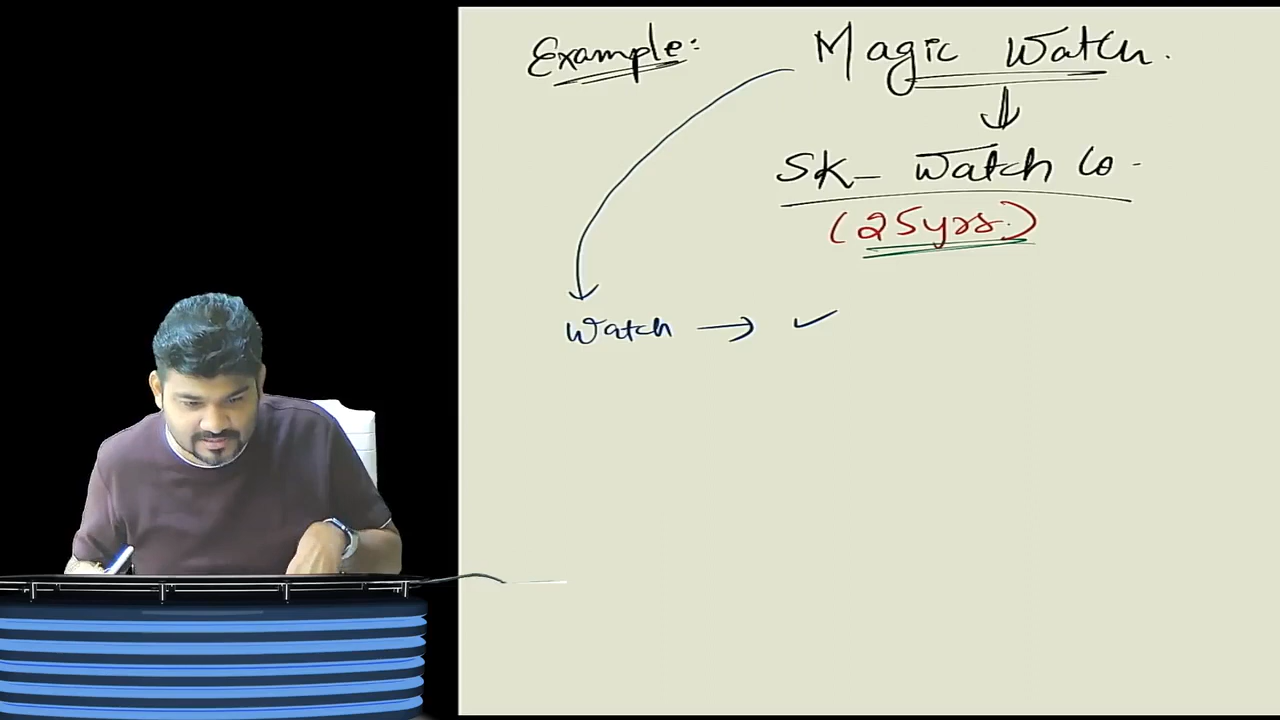 Example: Magic Watch.
SK- Watch Co.
(25yrs.)
Watch → ✓